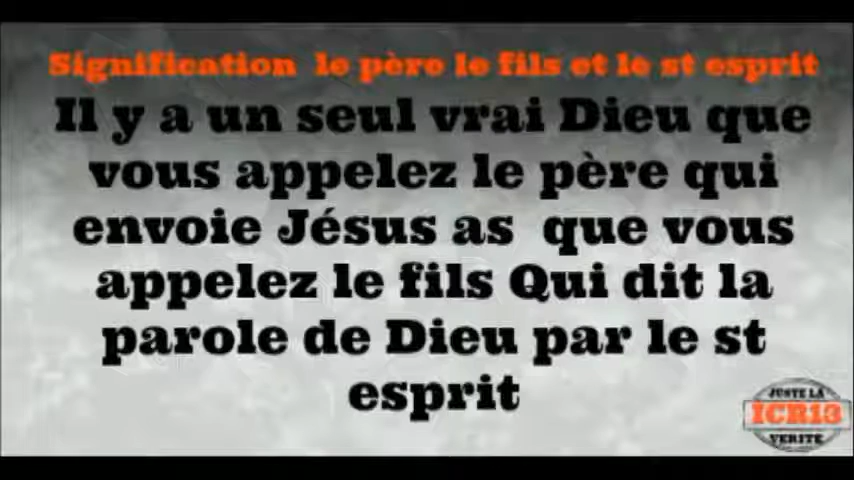 Signification le père le fils et le st esprit
Il y a un seul vrai Dieu que
vous appelez le père qui
envoie Jésus as que vous
appelez le fils Qui dit la
parole de Dieu par le st
esprit
JUSTE LA
ICR13
VERITE